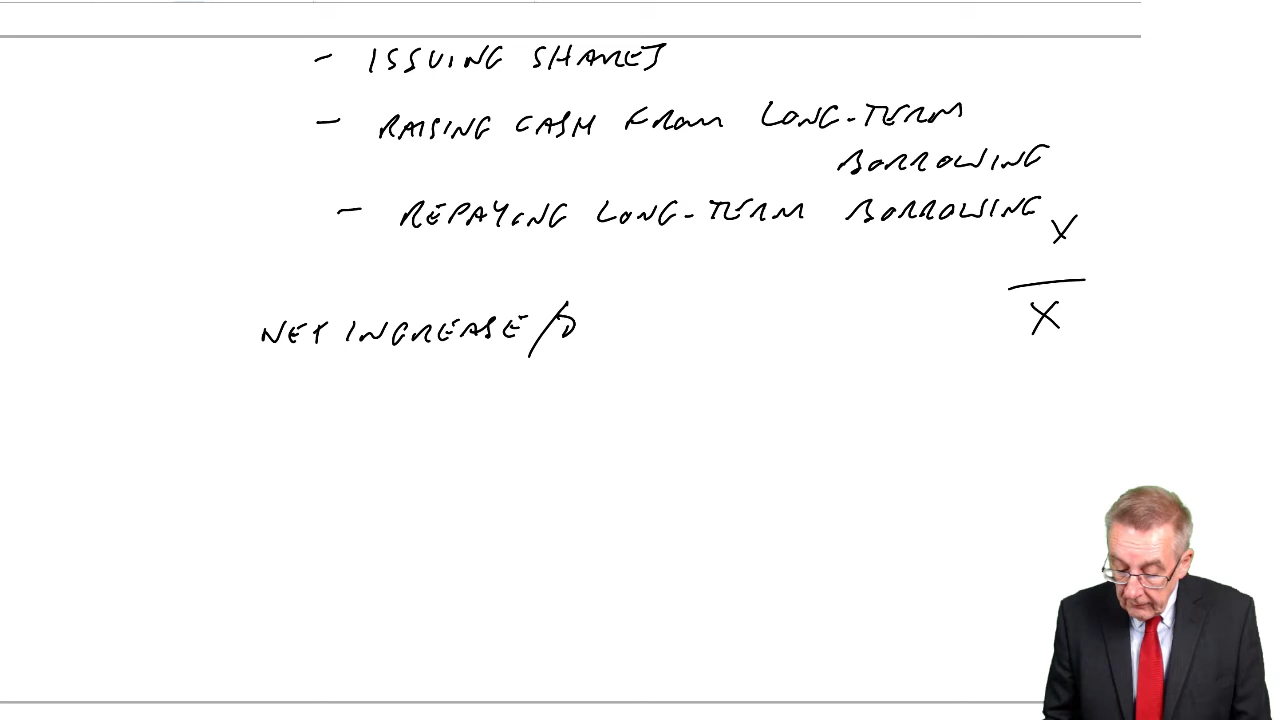 - ISSUING SHARES
- RAISING CASH FROM LONG-TERM
BORROWING
- REPAYING LONG-TERM BORROWING X
X
NET INCREASE/D